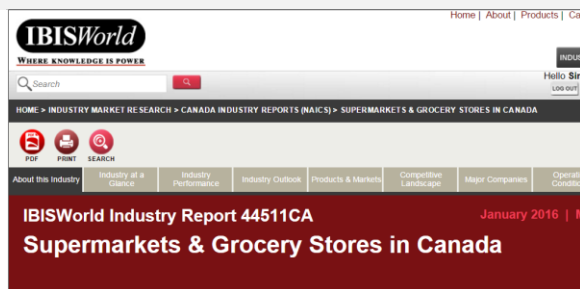 Home | About | Products | Ca
IBISWorld
WHERE KNOWLEDGE IS POWER
INDUS
Search
Hello Sir
LOG OUT
HOME > INDUSTRY MARKET RESEARCH > CANADA INDUSTRY REPORTS (NAICS) > SUPERMARKETS & GROCERY STORES IN CANADA
PDF PRINT SEARCH
About this Industry Industry at a Glance Industry Performance Industry Outlook Products & Markets Competitive Landscape Major Companies Operati Conditio
IBISWorld Industry Report 44511CA January 2016 | M
Supermarkets & Grocery Stores in Canada